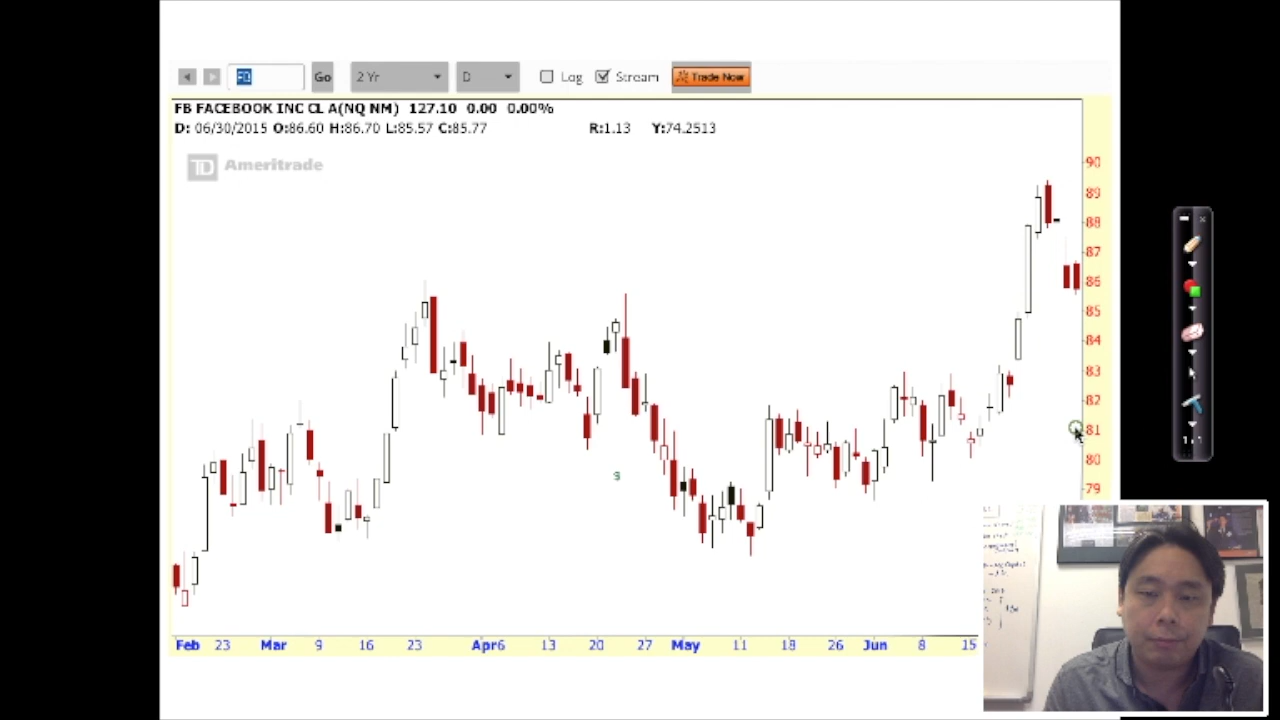 FB Go 2 Yr D Log Stream Trade Now
FB FACEBOOK INC CL A(NQ NM) 127.10 0.00 0.00%
D: 06/30/2015 O:86.60 H:86.70 L:85.57 C:85.77 R:1.13 Y:74.2513
TD Ameritrade
90
89
88
87
86
85
84
83
82
81
80
79
9
Feb 23 Mar 9 16 23 Apr6 13 20 27 May 11 18 26 Jun 8 15